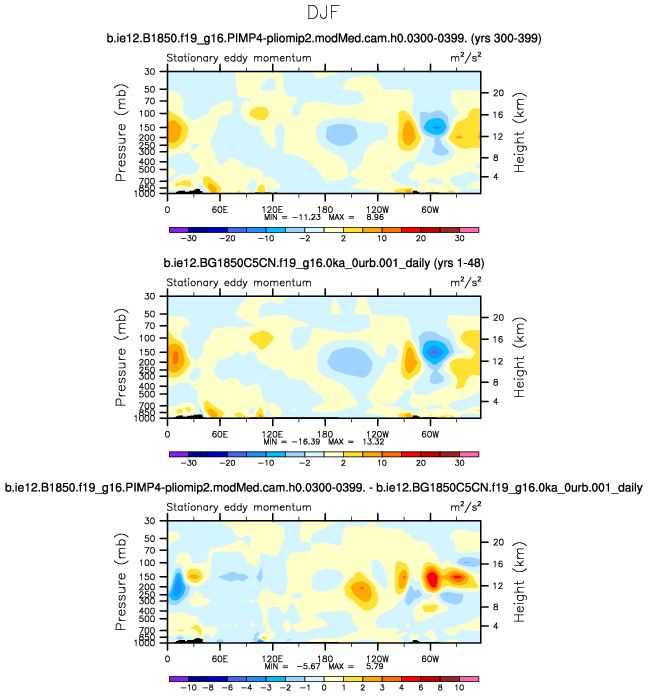 DJF
b.ie12.B1850.f19_g16.PIMP4-pliomip2.modMed.cam.h0.0300-0399. (yrs 300-399)
Stationary eddy momentum m²/s²
Pressure (mb)
30
50
70
100
150
200
250
300
400
500
700
850
1000
Height (km)
20
16
12
8
4
0 60E 120E 180 120W 60W
MIN = -11.23 MAX = 8.96
-30 -20 -10 -2 2 10 20 30
b.ie12.BG1850C5CN.f19_g16.0ka_0urb.001_daily (yrs 1-48)
Stationary eddy momentum m²/s²
Pressure (mb)
30
50
70
100
150
200
250
300
400
500
700
850
1000
Height (km)
20
16
12
8
4
0 60E 120E 180 120W 60W
MIN = -16.39 MAX = 13.32
-30 -20 -10 -2 2 10 20 30
b.ie12.B1850.f19_g16.PIMP4-pliomip2.modMed.cam.h0.0300-0399. - b.ie12.BG1850C5CN.f19_g16.0ka_0urb.001_daily
Stationary eddy momentum m²/s²
Pressure (mb)
30
50
70
100
150
200
250
300
400
500
700
850
1000
Height (km)
20
16
12
8
4
0 60E 120E 180 120W 60W
MIN = -5.67 MAX = 5.79
-10 -8 -6 -4 -3 -2 -1 0 1 2 3 4 6 8 10